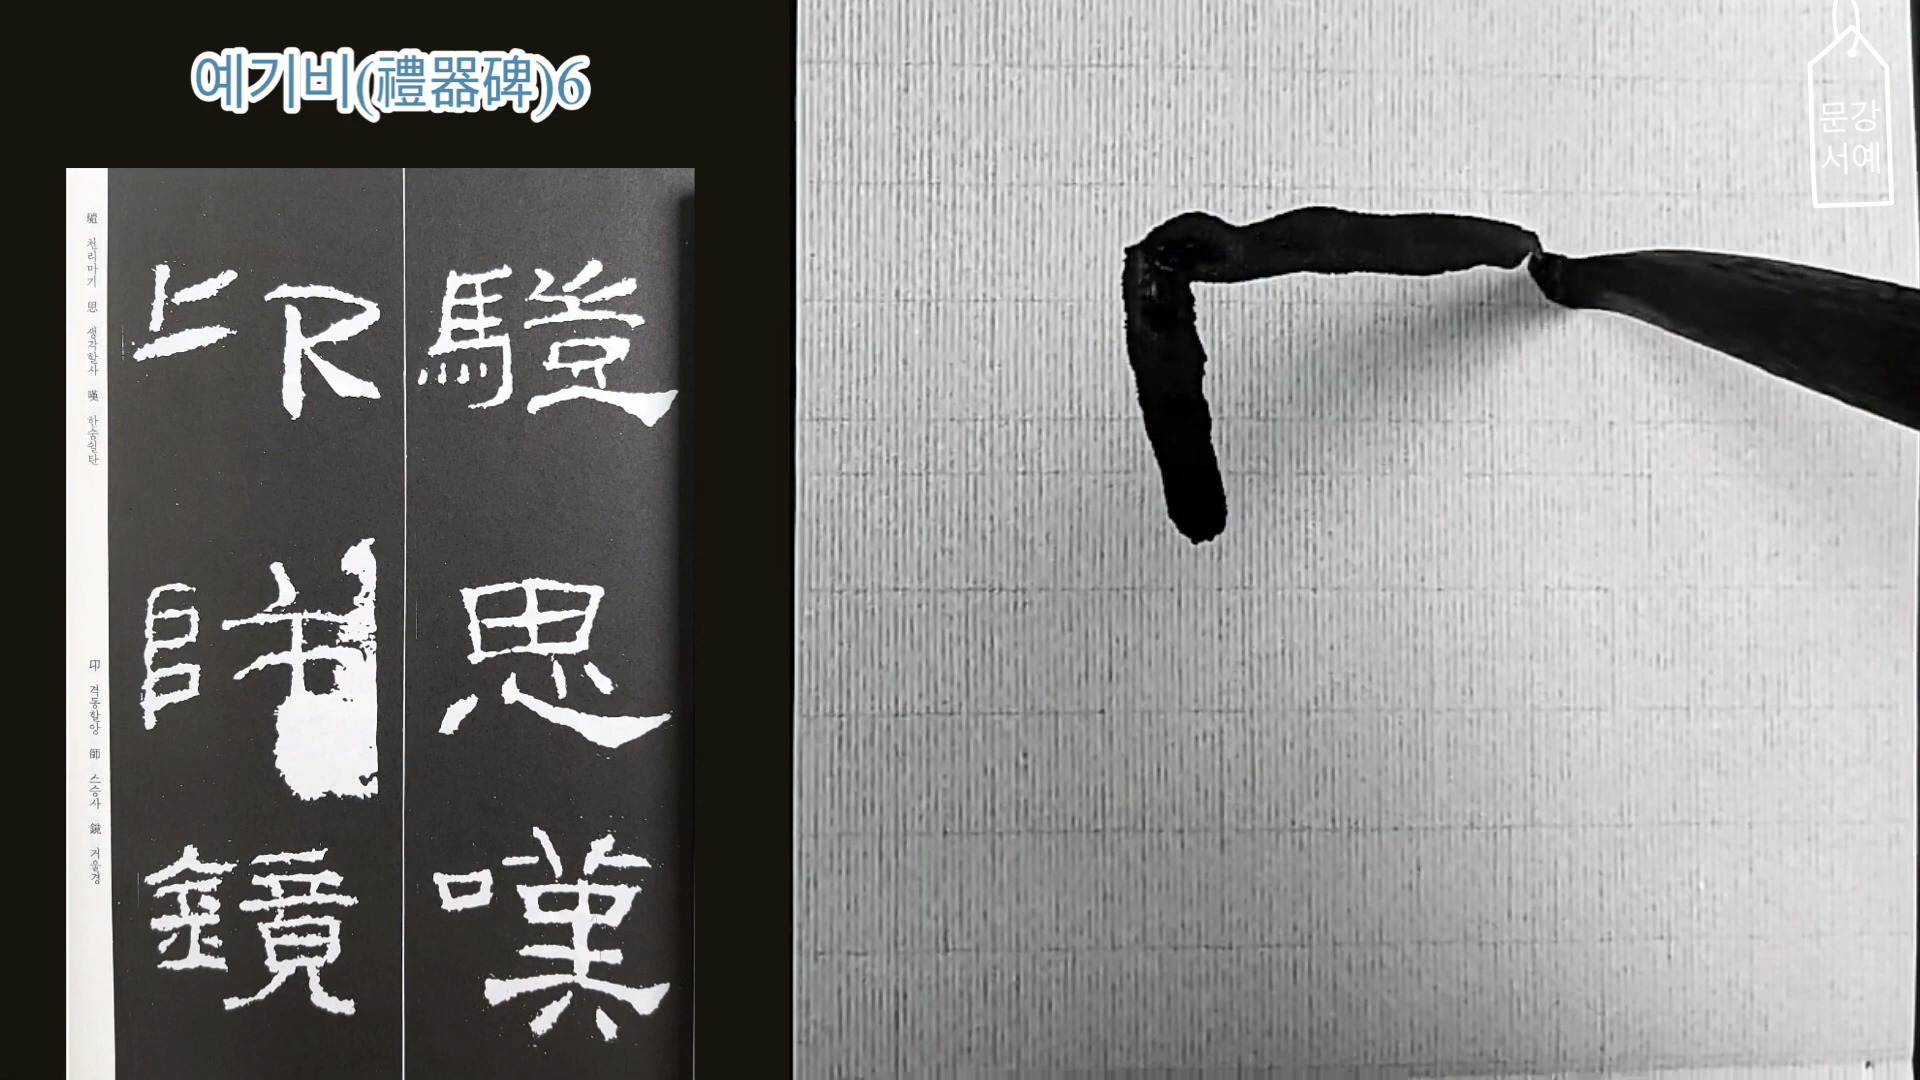 예기비(禮器碑)6
문강
서예
騹 천리마기 思 생각할사 嘆 한숨쉴탄
卬 격동할앙 師 스승사 鏡 거울경
思
嘆
卬
師
鏡